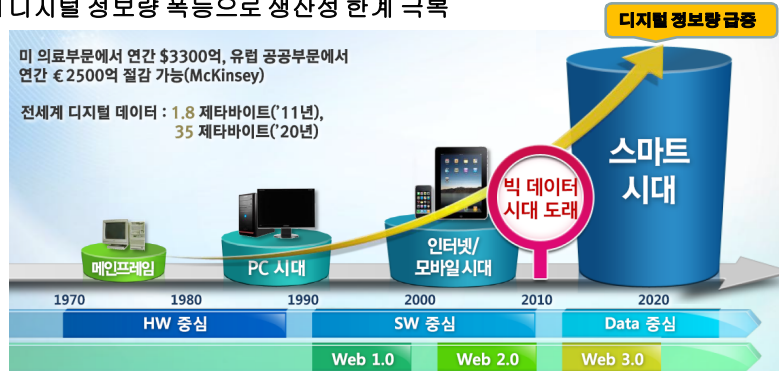 디지털 정보량 폭증으로 생산성 한계 극복
디지털 정보량 급증
미 의료부문에서 연간 $3300억, 유럽 공공부문에서
연간 €2500억 절감 가능(McKinsey)
전세계 디지털 데이터 : 1.8 제타바이트('11년),
35 제타바이트('20년)
스마트
시대
빅 데이터
시대 도래
인터넷/
모바일 시대
PC 시대
메인프레임
1970 1980 1990 2000 2010 2020
HW 중심 SW 중심 Data 중심
Web 1.0 Web 2.0 Web 3.0